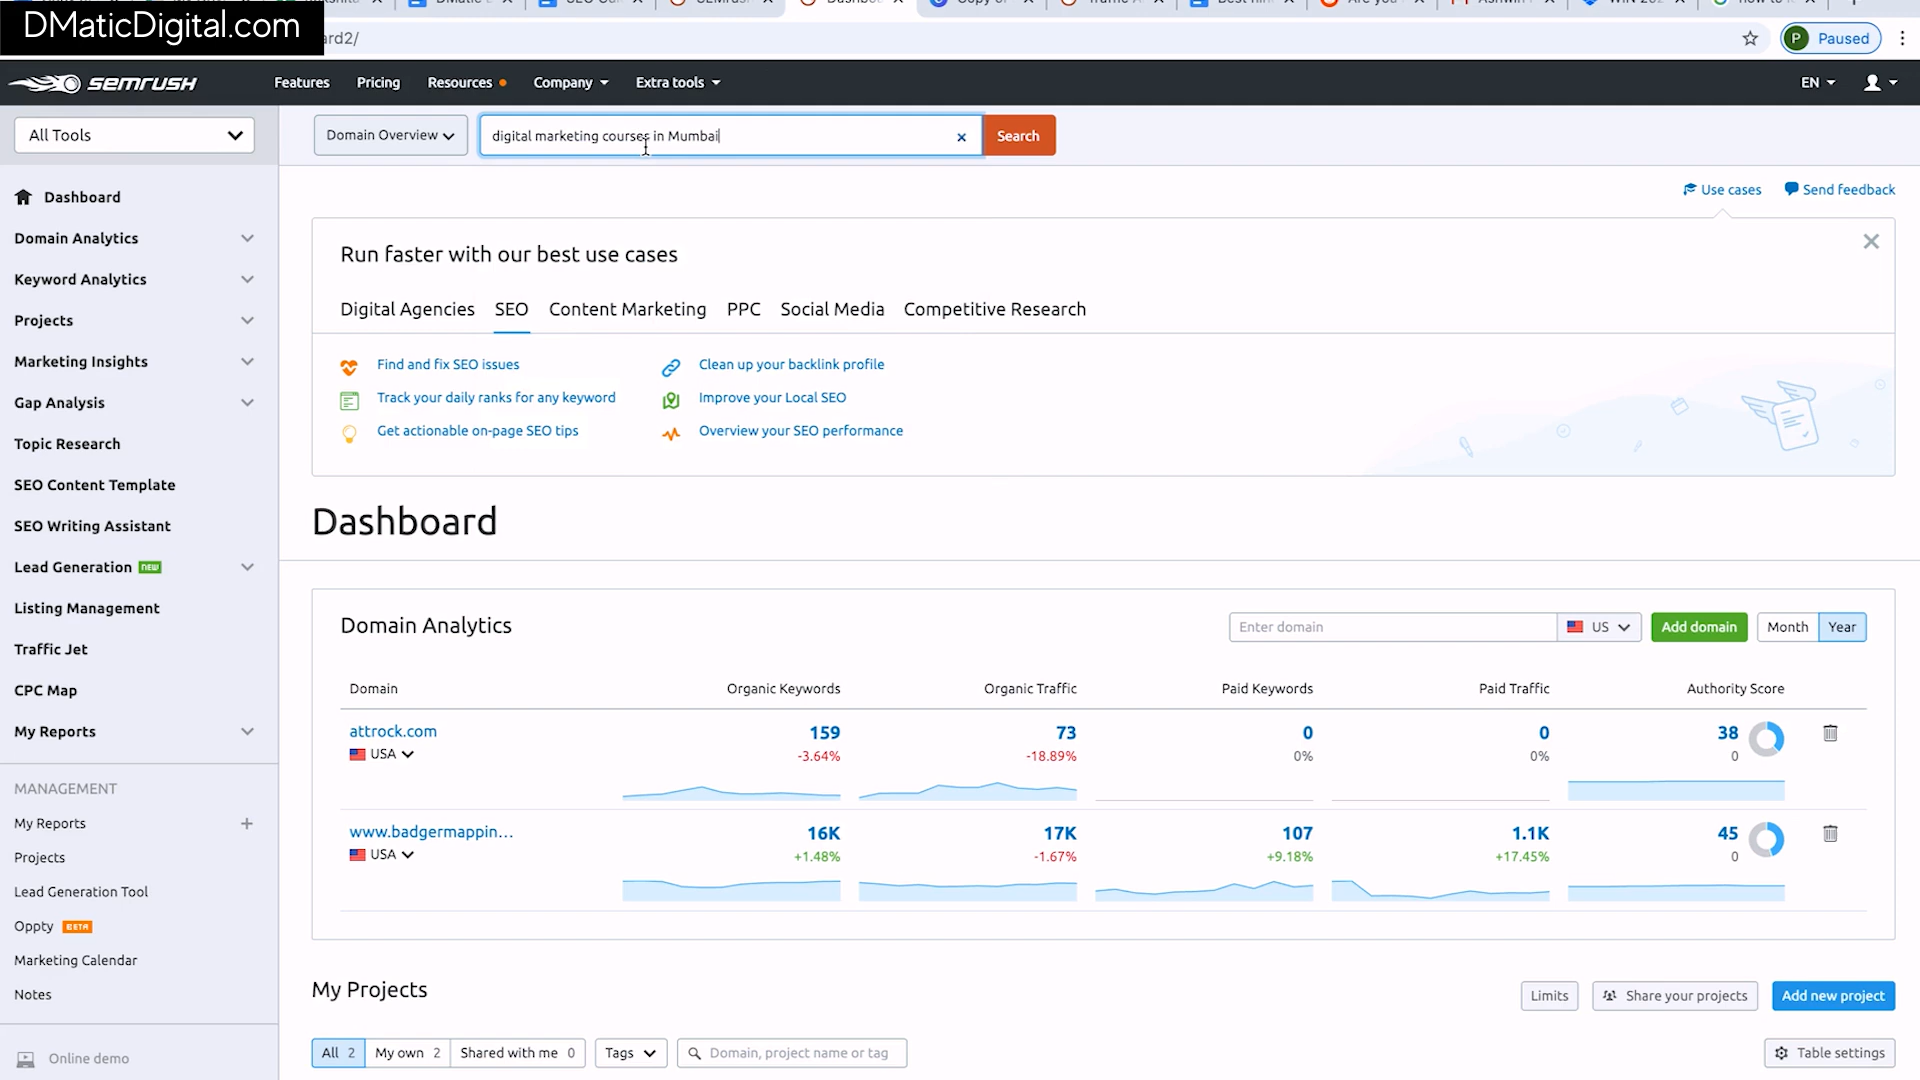 DMaticDigital.com
ard2/
Paused
P
SEMRUSH
Features
Pricing
Resources
Company
Extra tools
EN
All Tools
Domain Overview
digital marketing courses in Mumbai
Search
Use cases
Send feedback
Dashboard
Domain Analytics
Keyword Analytics
Projects
Marketing Insights
Gap Analysis
Topic Research
SEO Content Template
SEO Writing Assistant
Lead Generation NEW
Listing Management
Traffic Jet
CPC Map
My Reports
MANAGEMENT
My Reports
Projects
Lead Generation Tool
Oppty BETA
Marketing Calendar
Notes
Online demo
Run faster with our best use cases
Digital Agencies SEO Content Marketing PPC Social Media Competitive Research
Find and fix SEO issues
Clean up your backlink profile
Track your daily ranks for any keyword
Improve your Local SEO
Get actionable on-page SEO tips
Overview your SEO performance
Dashboard
Domain Analytics
Enter domain
US
Add domain
Month
Year
Domain Organic Keywords Organic Traffic Paid Keywords Paid Traffic Authority Score
attrock.com 159 73 0 0 38
USA -3.64% -18.89% 0% 0% 0
www.badgermappin... 16K 17K 107 1.1K 45
USA +1.48% -1.67% +9.18% +17.45% 0
My Projects
Limits
Share your projects
Add new project
All 2
My own 2
Shared with me 0
Tags
Domain, project name or tag
Table settings